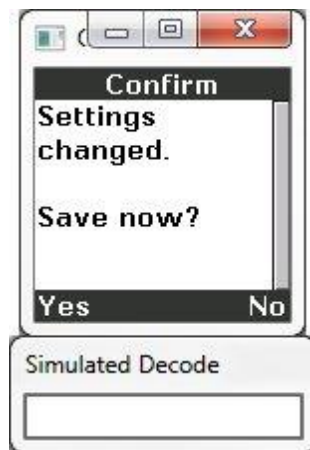 Confirm
Settings
changed.
Save now?
Yes No
Simulated Decode